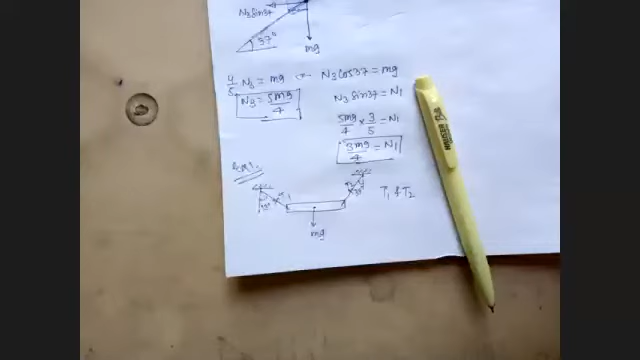 N₃sin37
37°
mg
4/5 N₃ = mg ← N₃cos37 = mg
N₃ = 5mg/4
N₃ sin37 = N₁
5mg/4 × 3/5 = N₁
3mg/4 = N₁
T₁ & T₂
mg